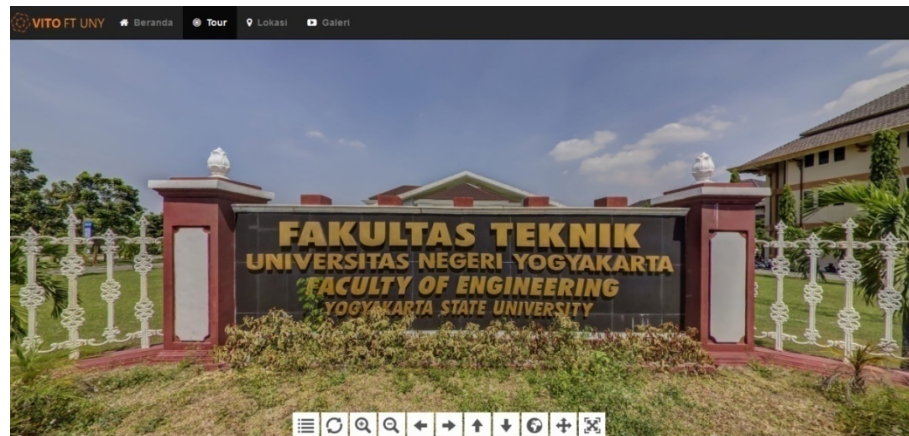 VITO FT UNY Beranda Tour Lokasi Galeri
FAKULTAS TEKNIK
UNIVERSITAS NEGERI YOGYAKARTA
FACULTY OF ENGINEERING
YOGYAKARTA STATE UNIVERSITY